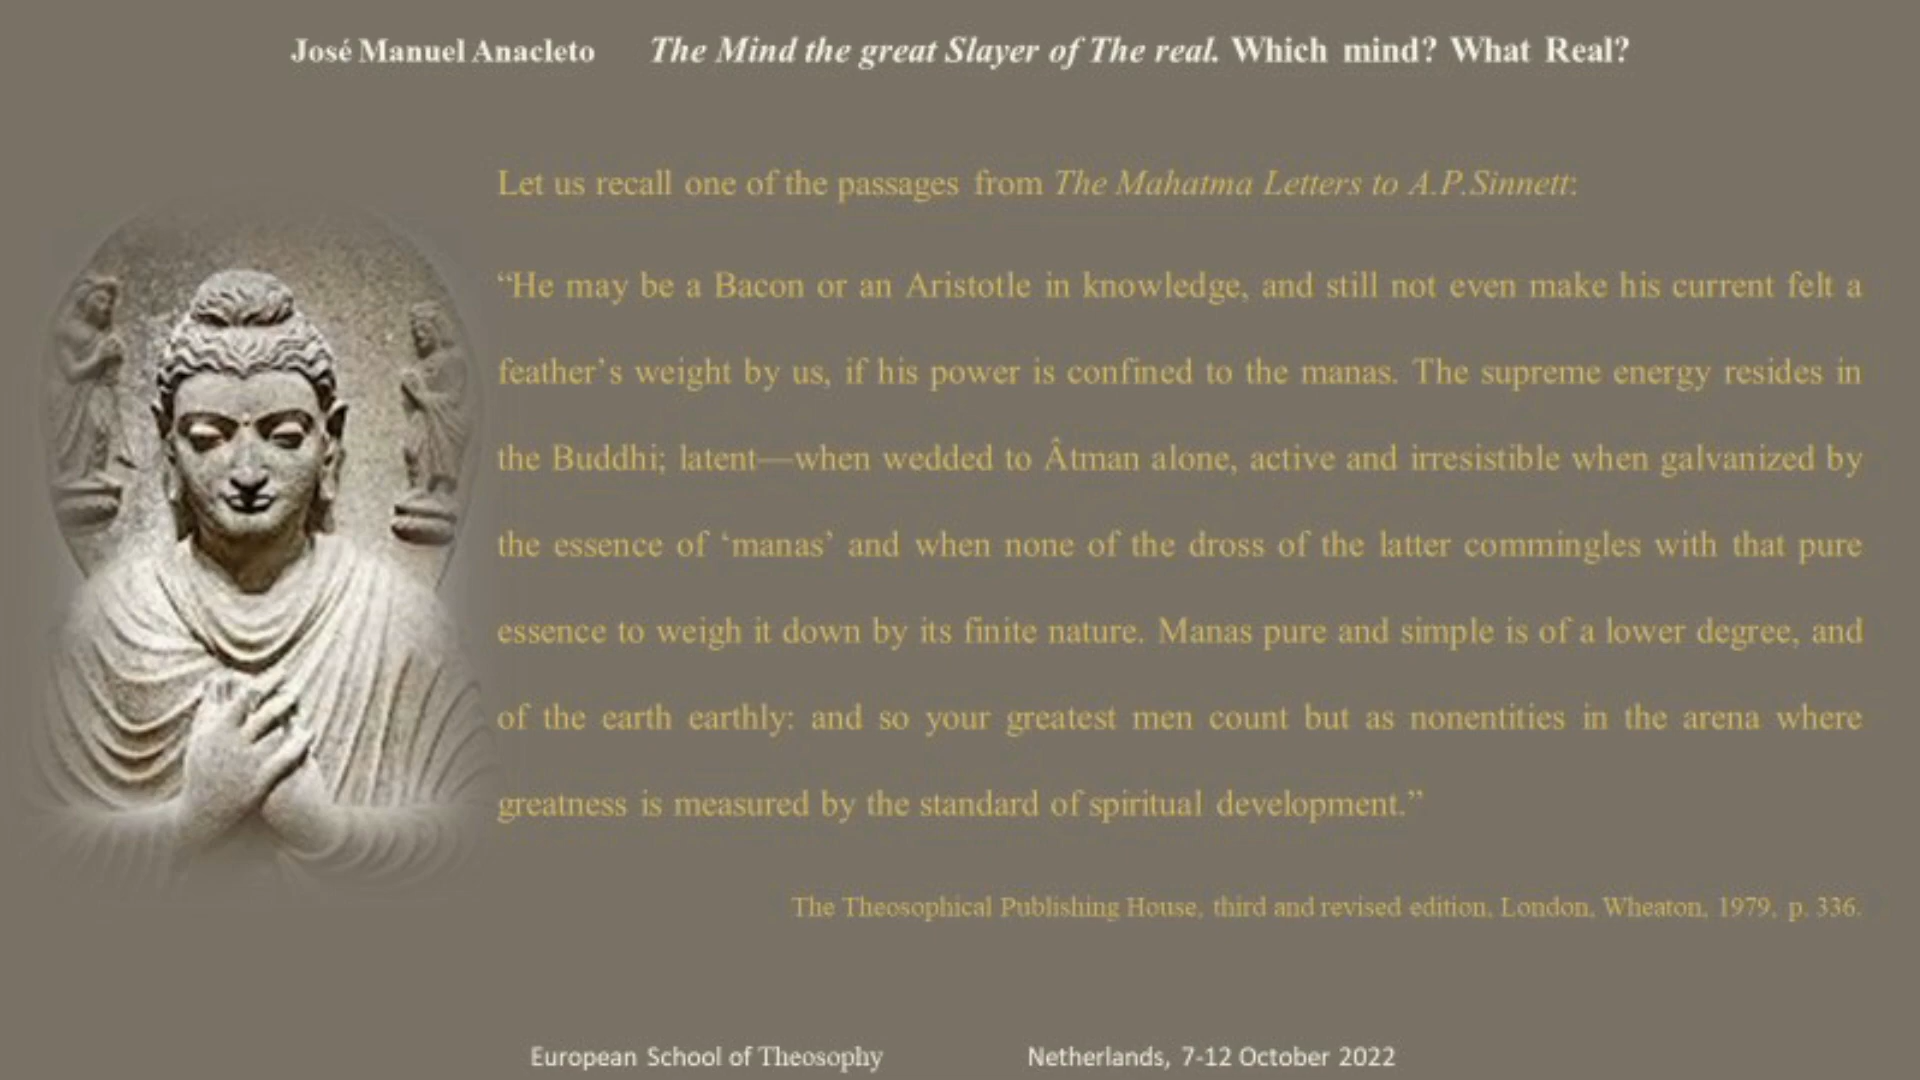 José Manuel Anacleto The Mind the great Slayer of The real. Which mind? What Real?
Let us recall one of the passages from The Mahatma Letters to A.P.Sinnett:
“He may be a Bacon or an Aristotle in knowledge, and still not even make his current felt a
feather’s weight by us, if his power is confined to the manas. The supreme energy resides in
the Buddhi; latent—when wedded to Âtman alone, active and irresistible when galvanized by
the essence of ‘manas’ and when none of the dross of the latter commingles with that pure
essence to weigh it down by its finite nature. Manas pure and simple is of a lower degree, and
of the earth earthly: and so your greatest men count but as nonentities in the arena where
greatness is measured by the standard of spiritual development.”
The Theosophical Publishing House, third and revised edition, London, Wheaton, 1979, p. 336.
European School of Theosophy Netherlands, 7-12 October 2022